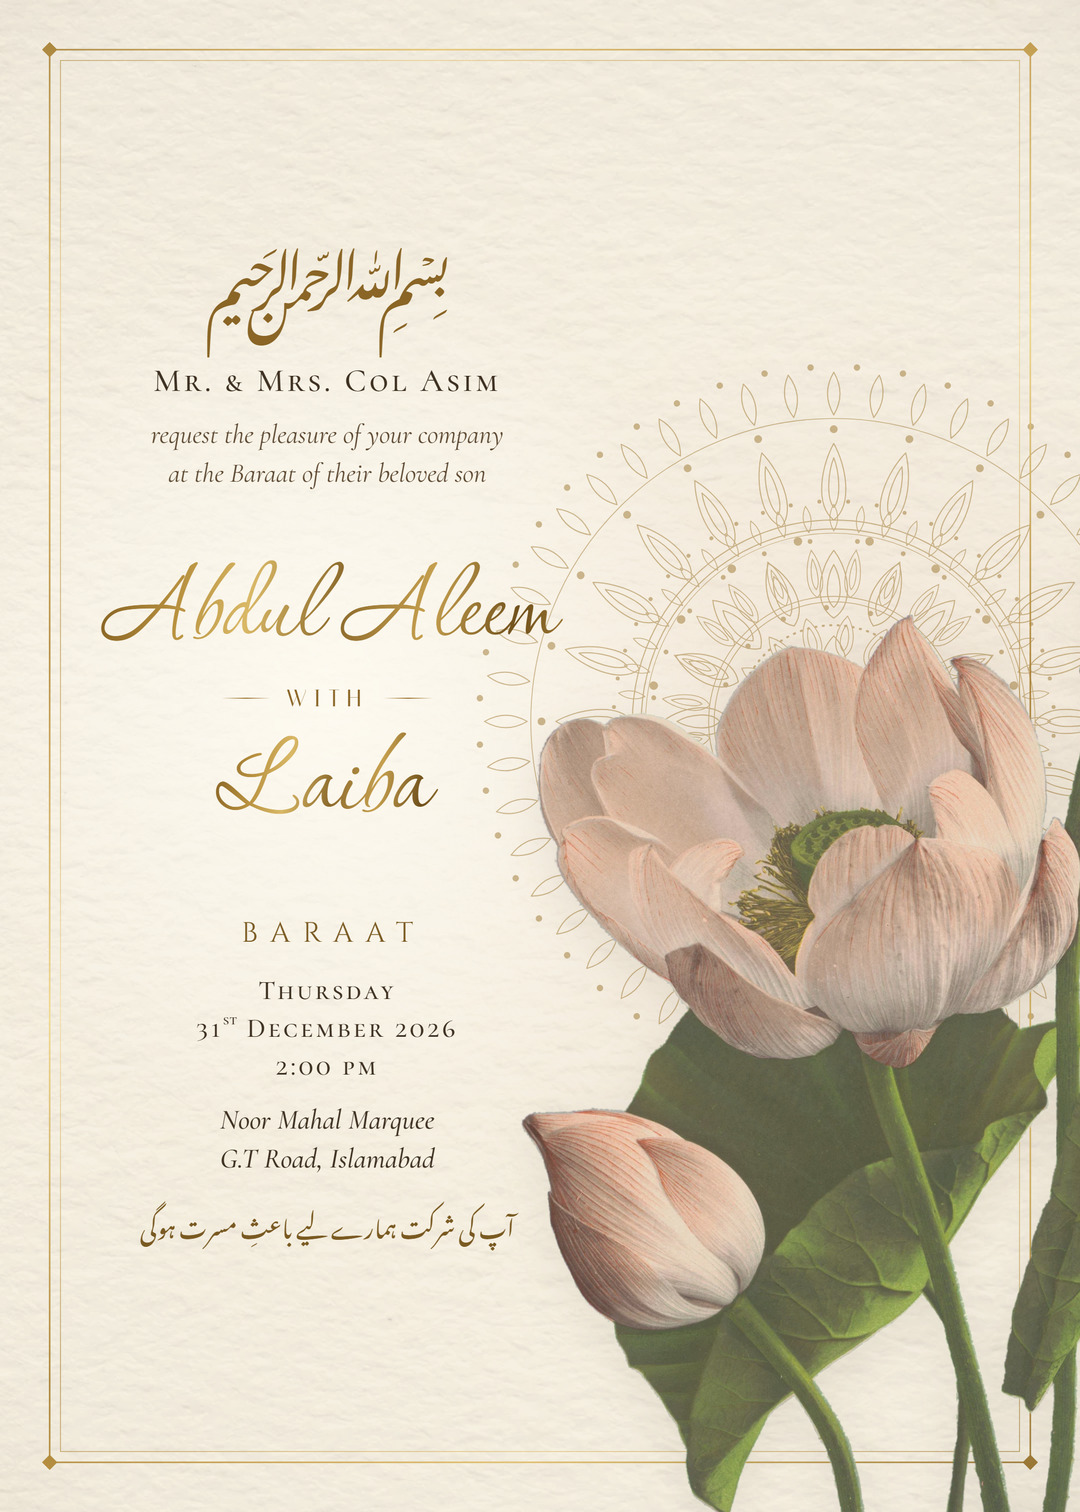 بِسْمِ اللّٰہِ الرَّحْمٰنِ الرَّحِیْم
Mr. & Mrs. Col Asim
request the pleasure of your company
at the Baraat of their beloved son
Abdul Aleem
WITH
Laiba
BARAAT
Thursday
31ST December 2026
2:00 PM
Noor Mahal Marquee
G.T Road, Islamabad
آپ کی شرکت ہمارے لیے باعثِ مسرت ہوگی